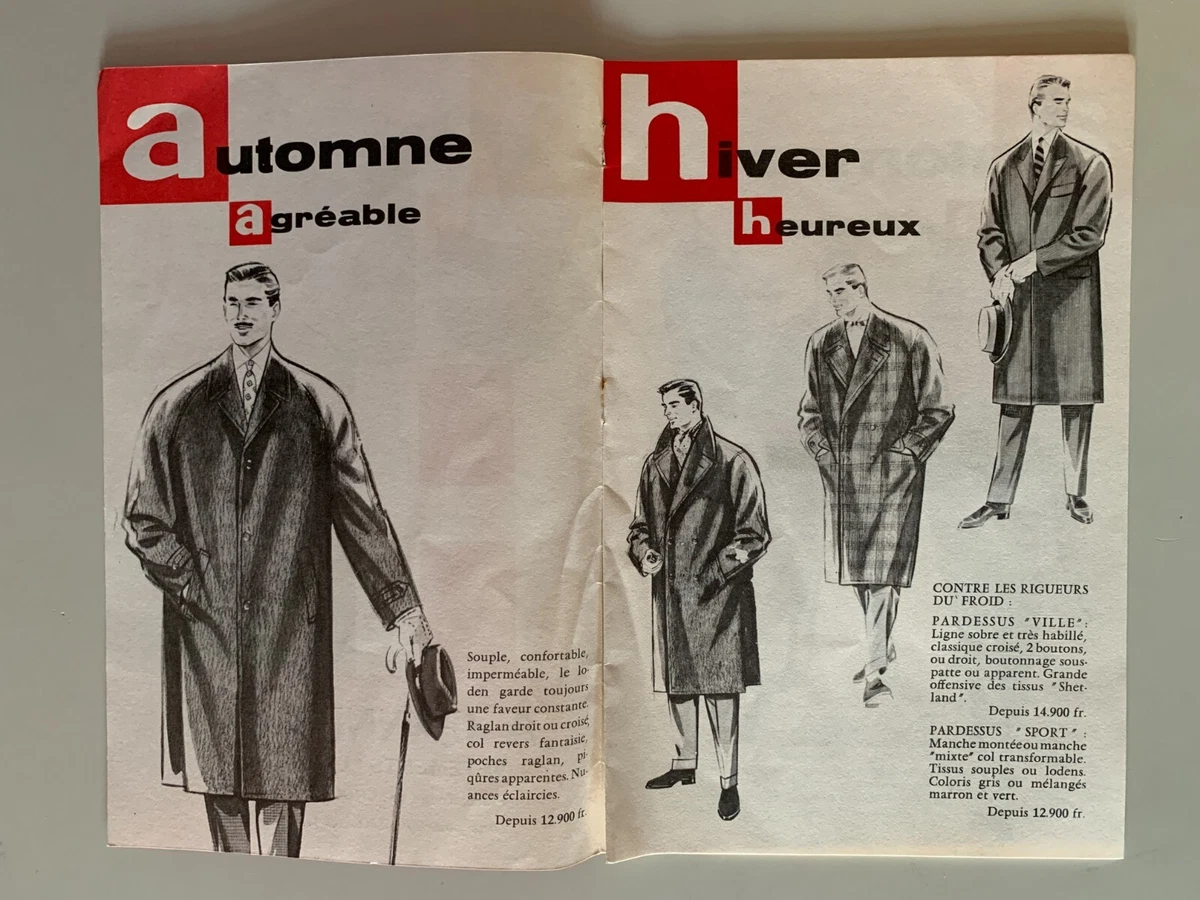 automne
agréable
Souple, confortable,
imperméable, le lo-
den garde toujours
une faveur constante.
Raglan droit ou croisé,
col revers fantaisie,
poches raglan, pi-
qûres apparentes. Nu-
ances éclaircies.
Depuis 12.900 fr.
hiver
heureux
CONTRE LES RIGUEURS
DU FROID :
PARDESSUS "VILLE" :
Ligne sobre et très habillé,
classique croisé, 2 boutons,
ou droit, boutonnage sous-
patte ou apparent. Grande
offensive des tissus "Shet-
land".
Depuis 14.900 fr.
PARDESSUS "SPORT" :
Manche montée ou manche
"mixte" col transformable.
Tissus souples ou lodens.
Coloris gris ou mélangés
marron et vert.
Depuis 12.900 fr.